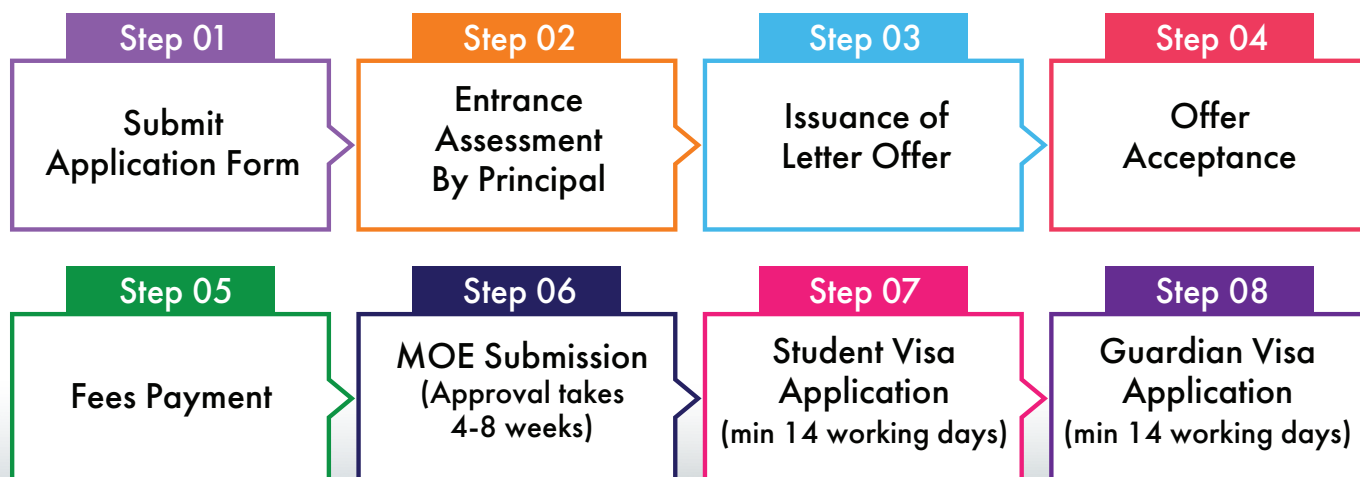 Step 01
Submit
Application Form
Step 02
Entrance
Assessment
By Principal
Step 03
Issuance of
Letter Offer
Step 04
Offer
Acceptance
Step 05
Fees Payment
Step 06
MOE Submission
(Approval takes
4-8 weeks)
Step 07
Student Visa
Application
(min 14 working days)
Step 08
Guardian Visa
Application
(min 14 working days)